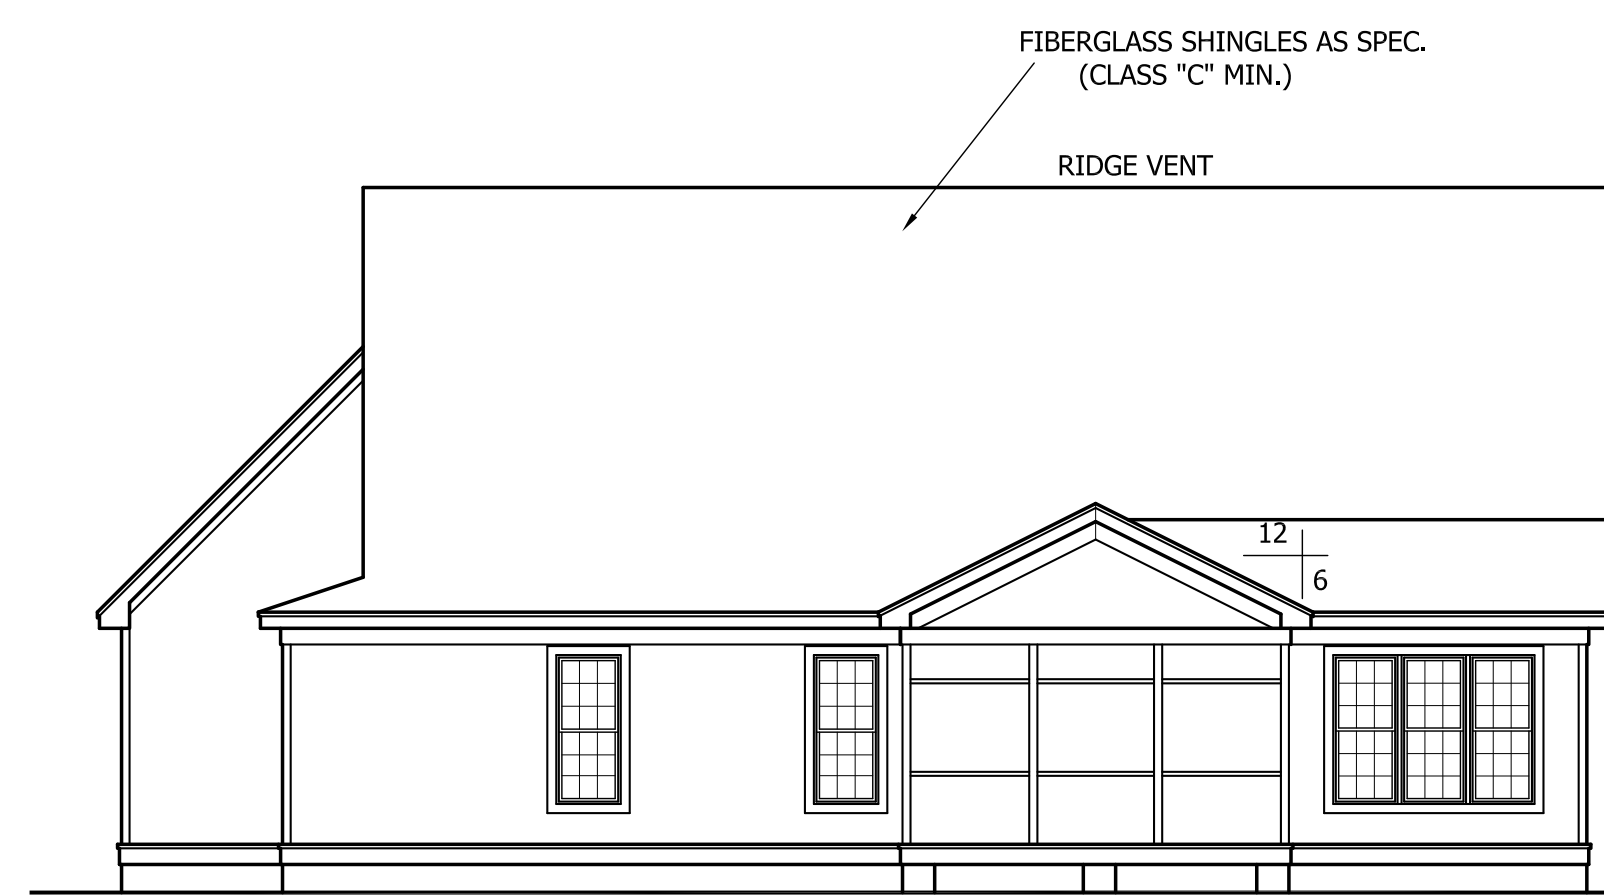 FIBERGLASS SHINGLES AS SPEC.
(CLASS "C" MIN.)
RIDGE VENT
12
6